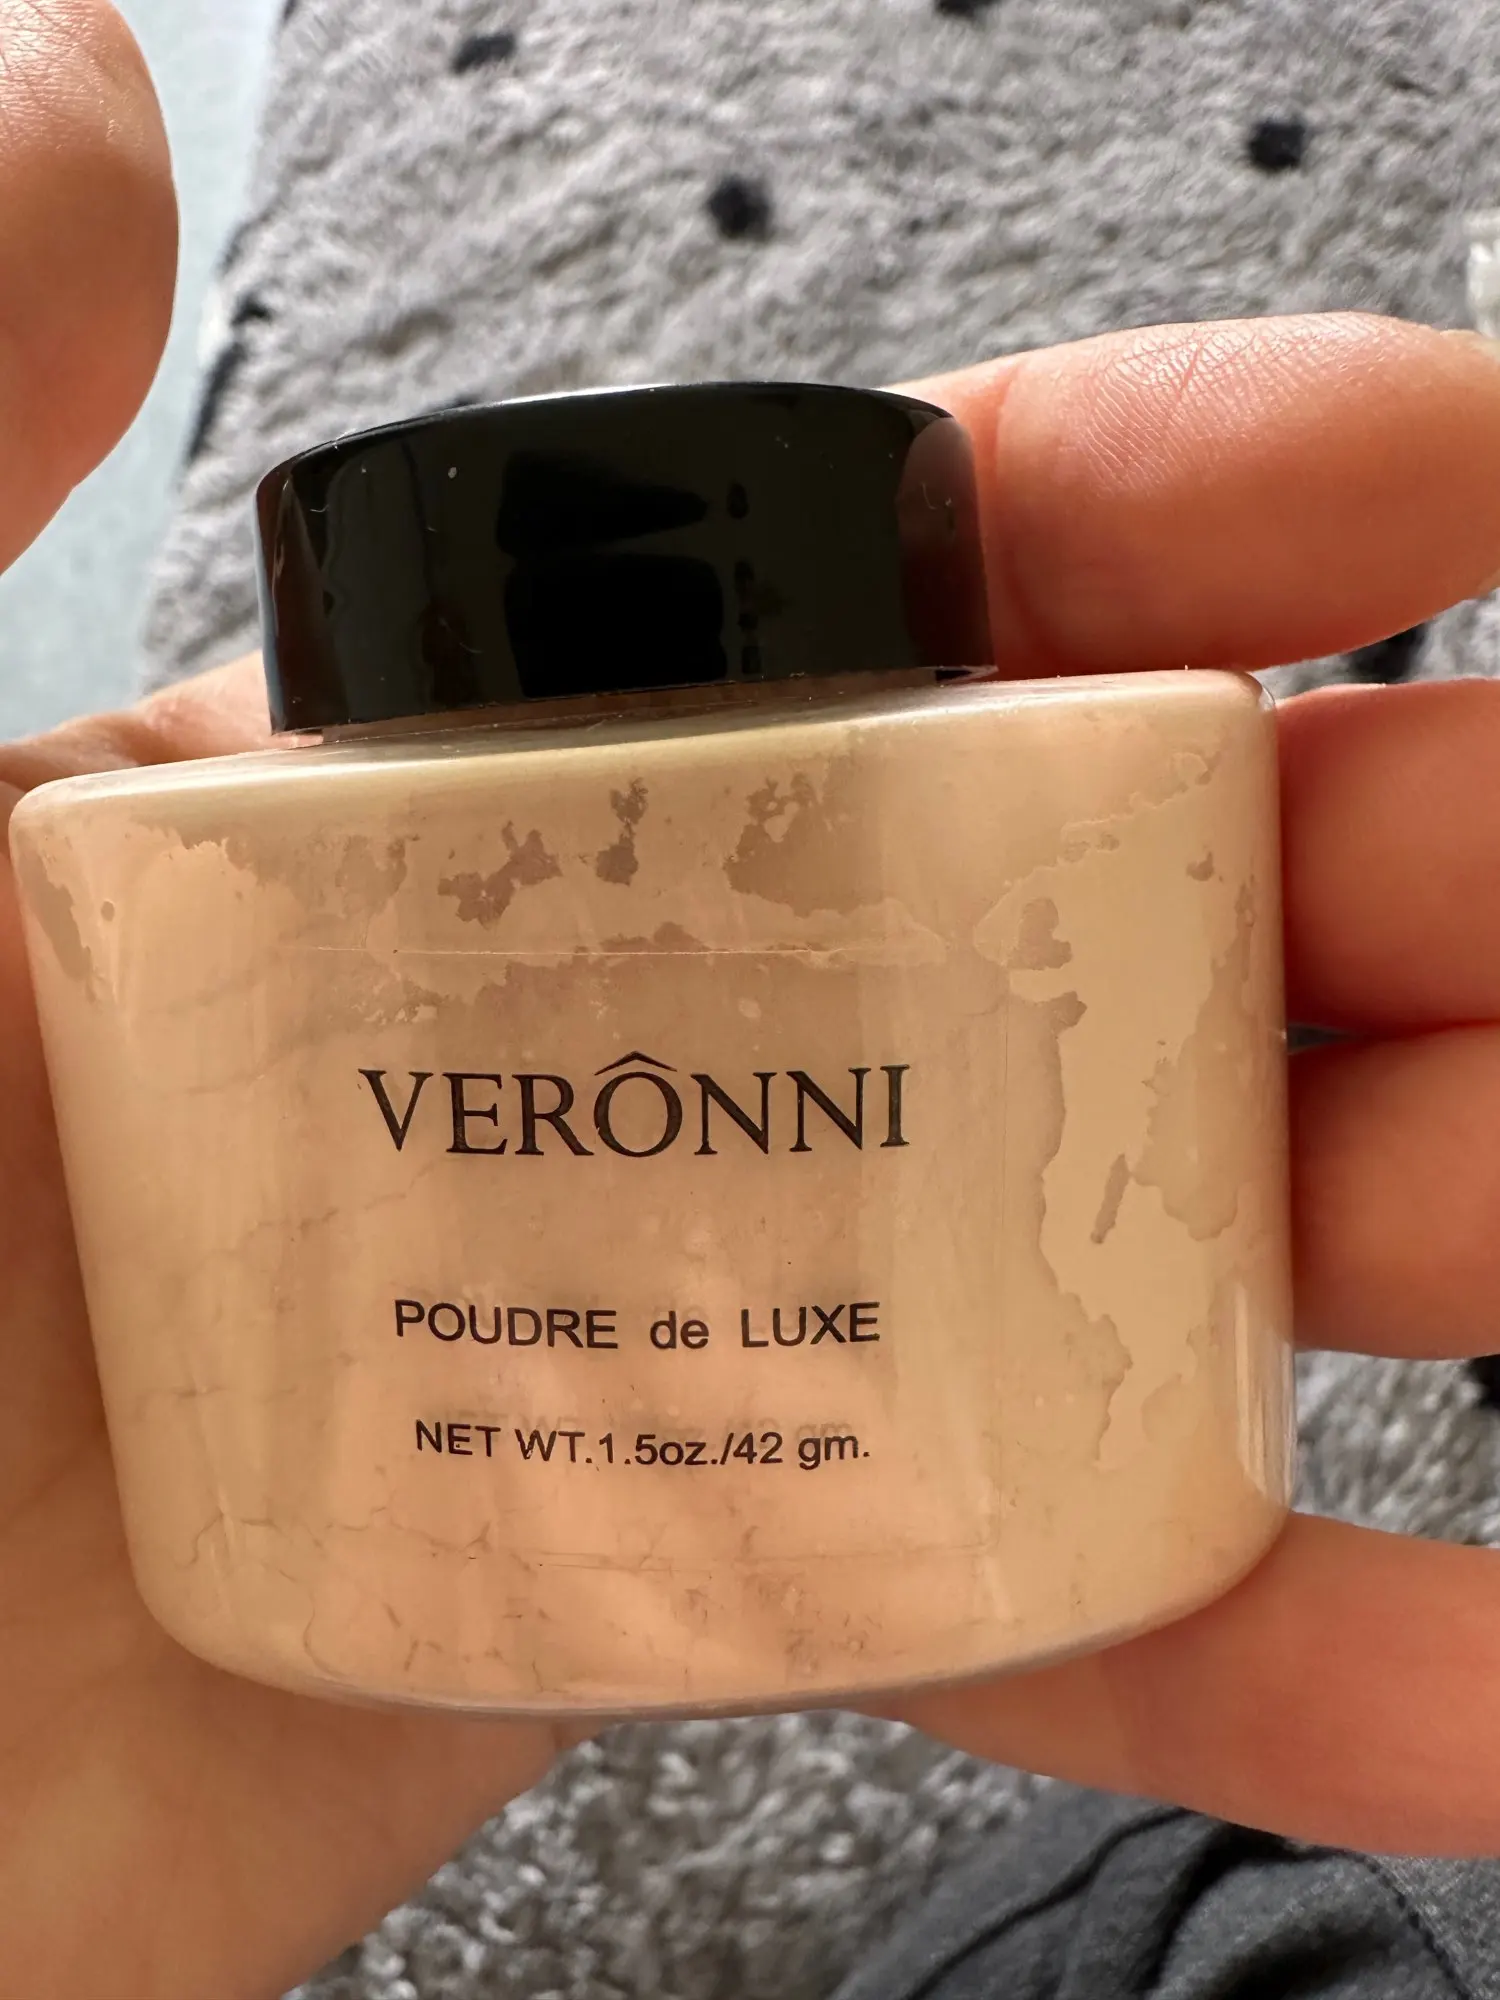 VERÔNNI
POUDRE de LUXE
NET WT.1.5oz./42 gm.